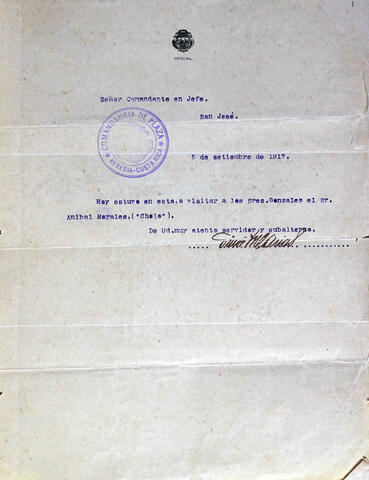 OFICIAL
Señor Comandante en Jefe.
San José.
COMANDANCIA DE PLAZA
HEREDIA-COSTA RICA
5 de setiembre de 1917.
Hoy estuvo en esta,a visitar a los Sres.Gonzalez el Sr.
Anibal Morales,("Chele").
De Ud.muy atento servidor y subalterno.